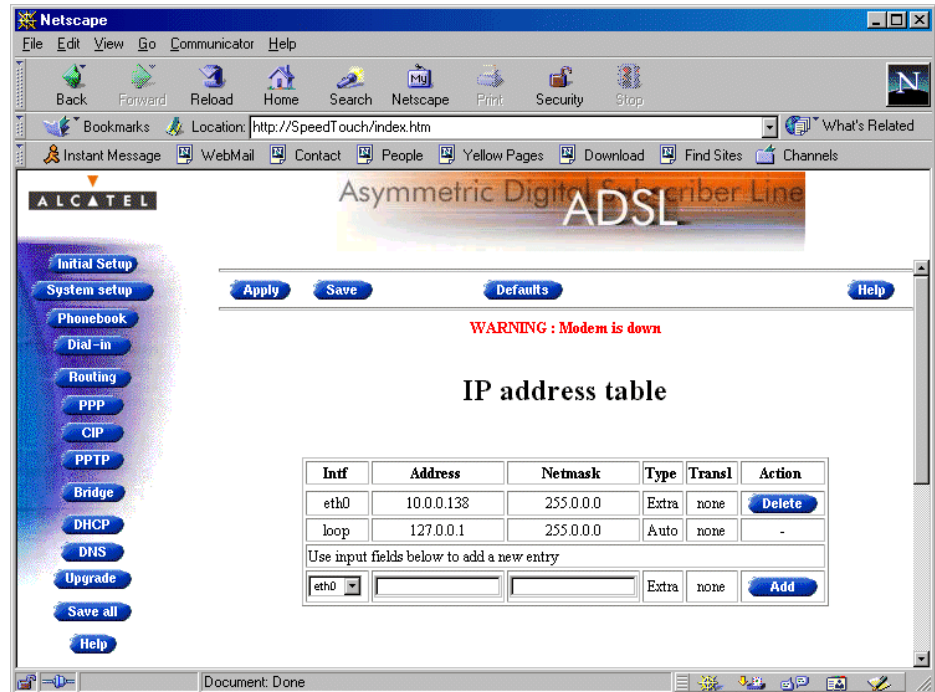 Netscape
File Edit View Go Communicator Help
Back Forward Reload Home Search Netscape Print Security Stop
My
N
Bookmarks Location: http://SpeedTouch/index.htm What's Related
Instant Message WebMail Contact People Yellow Pages Download Find Sites Channels
ALCATEL
Asymmetric Digital Subscriber Line
ADSL
Initial Setup
System setup
Phonebook
Dial-in
Routing
PPP
CIP
PPTP
Bridge
DHCP
DNS
Upgrade
Save all
Help
Apply Save Defaults Help
WARNING : Modem is down
IP address table
Intf Address Netmask Type Transl Action
eth0 10.0.0.138 255.0.0.0 Extra none Delete
loop 127.0.0.1 255.0.0.0 Auto none -
Use input fields below to add a new entry
eth0 Extra none Add
Document: Done